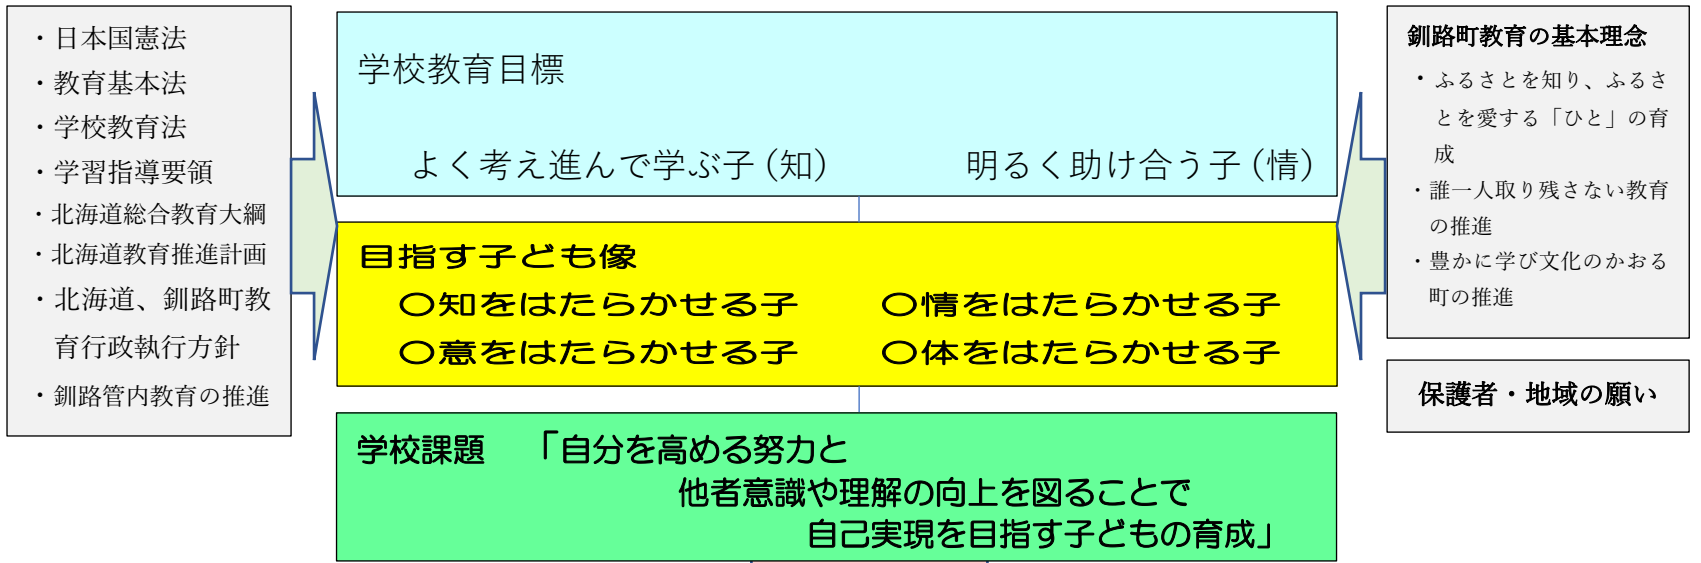 ・日本国憲法
・教育基本法
・学校教育法
・学習指導要領
・北海道総合教育大綱
・北海道教育推進計画
・北海道、釧路町教
育行政執行方針
・釧路管内教育の推進
学校教育目標
よく考え進んで学ぶ子(知) 明るく助け合う子(情)
目指す子ども像
〇知をはたらかせる子 〇情をはたらかせる子
〇意をはたらかせる子 〇体をはたらかせる子
学校課題 「自分を高める努力と
他者意識や理解の向上を図ることで
自己実現を目指す子どもの育成」
釧路町教育の基本理念
・ふるさとを知り、ふるさ
とを愛する「ひと」の育
成
・誰一人取り残さない教育
の推進
・豊かに学び文化のかおる
町の推進
保護者・地域の願い